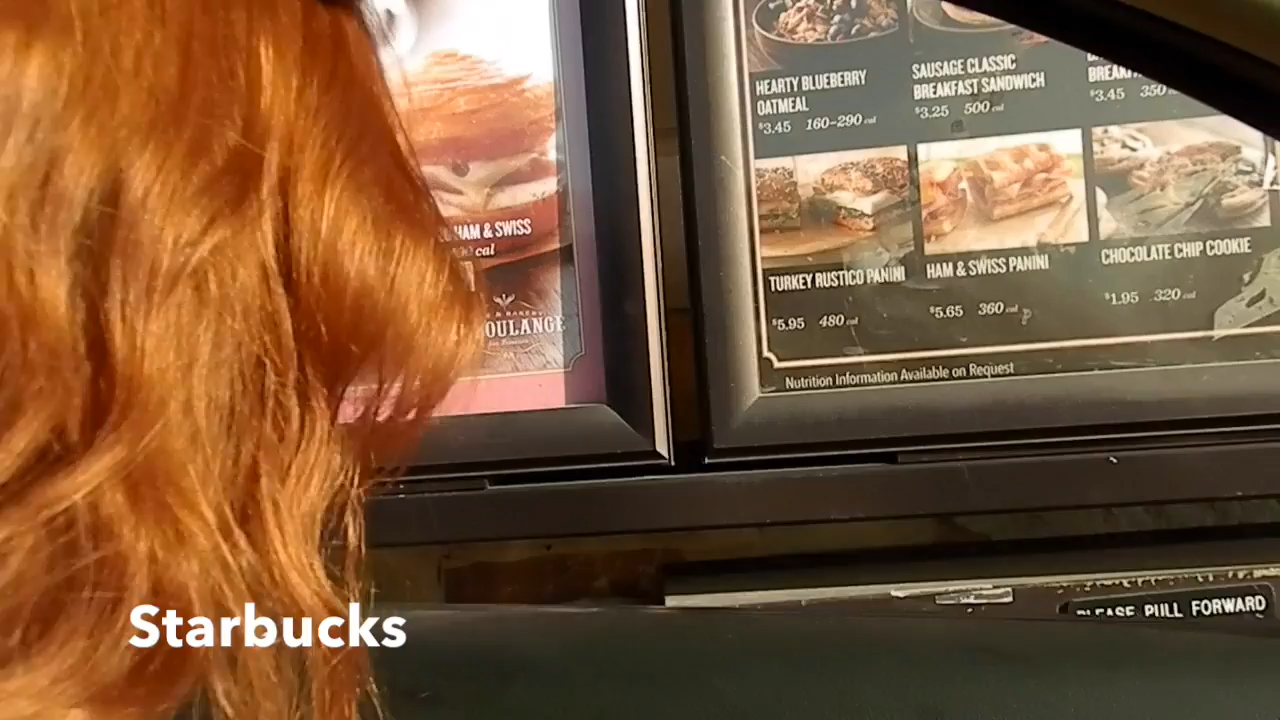 HAM & SWISS
cal
OULANGE
HEARTY BLUEBERRY
OATMEAL
$3.45 160-290 cal
SAUSAGE CLASSIC
BREAKFAST SANDWICH
$3.25 500 cal
$3.45 350
TURKEY RUSTICO PANINI
$5.95 480 cal
HAM & SWISS PANINI
$5.65 360 cal
CHOCOLATE CHIP COOKIE
$1.95 320 cal
Nutrition Information Available on Request
PLEASE PULL FORWARD
Starbucks